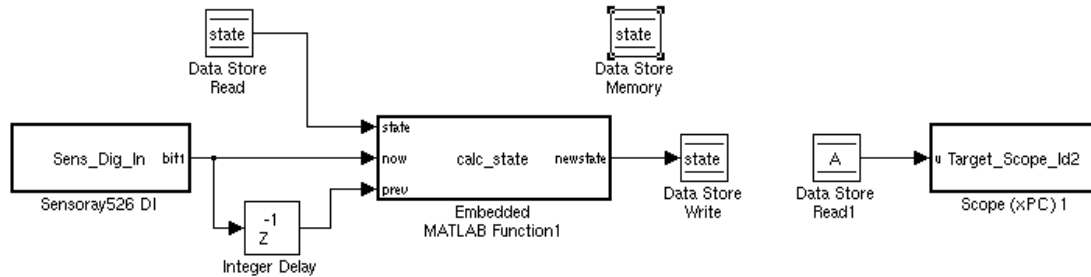 state
Data Store
Read
state
Data Store
Memory
Sens_Dig_In
bit1
Sensoray526 DI
state
now
prev
calc_state
newstate
Embedded
MATLAB Function1
-1
Z
Integer Delay
state
Data Store
Write
A
Data Store
Read1
u
Target_Scope_Id2
Scope (xPC) 1